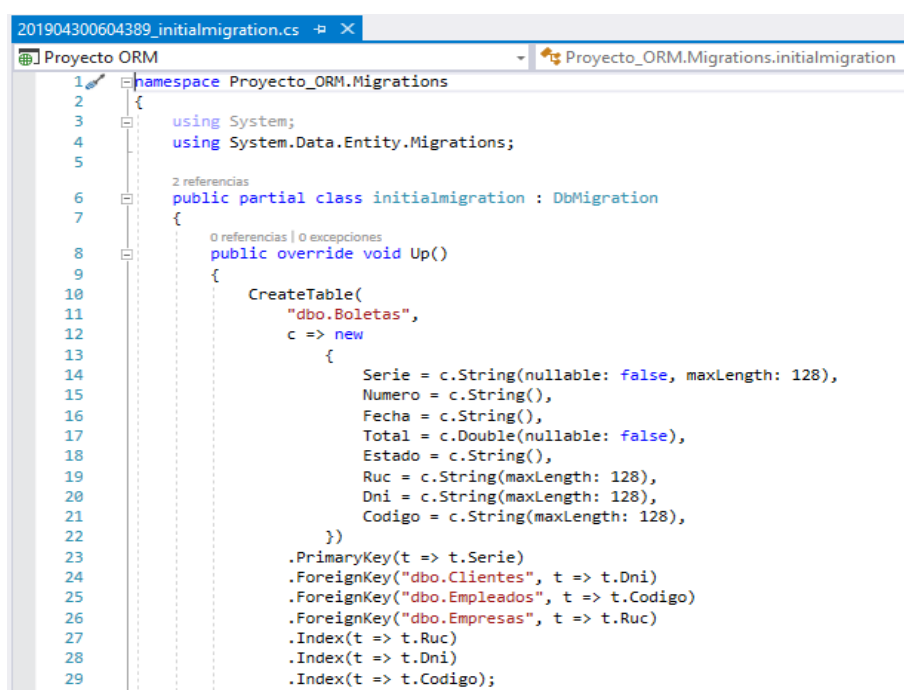 201904300604389_initialmigration.cs
Proyecto ORM Proyecto_ORM.Migrations.initialmigration
1 namespace Proyecto_ORM.Migrations
2 {
3 using System;
4 using System.Data.Entity.Migrations;
5
2 referencias
6 public partial class initialmigration : DbMigration
7 {
0 referencias | 0 excepciones
8 public override void Up()
9 {
10 CreateTable(
11 "dbo.Boletas",
12 c => new
13 {
14 Serie = c.String(nullable: false, maxLength: 128),
15 Numero = c.String(),
16 Fecha = c.String(),
17 Total = c.Double(nullable: false),
18 Estado = c.String(),
19 Ruc = c.String(maxLength: 128),
20 Dni = c.String(maxLength: 128),
21 Codigo = c.String(maxLength: 128),
22 })
23 .PrimaryKey(t => t.Serie)
24 .ForeignKey("dbo.Clientes", t => t.Dni)
25 .ForeignKey("dbo.Empleados", t => t.Codigo)
26 .ForeignKey("dbo.Empresas", t => t.Ruc)
27 .Index(t => t.Ruc)
28 .Index(t => t.Dni)
29 .Index(t => t.Codigo);